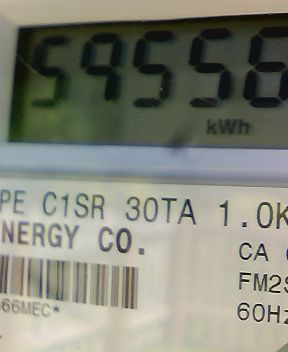 59556
kWh
PE C1SR 30TA 1.0K
NERGY CO.
CA
FM2S
60Hz
66MEC*